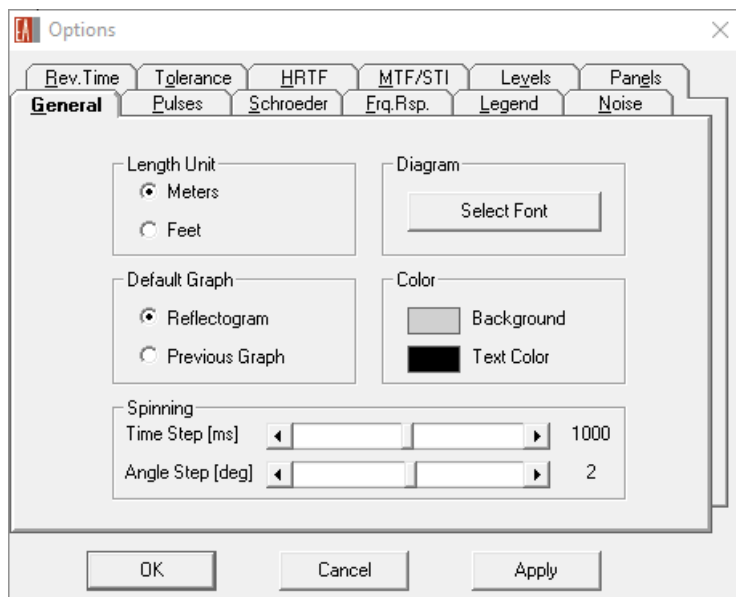 EA Options
Rev.Time Tolerance HRTF MTF/STI Levels Panels
General Pulses Schroeder Frq.Rsp. Legend Noise
Length Unit
Meters
Feet
Diagram
Select Font
Default Graph
Reflectogram
Previous Graph
Color
Background
Text Color
Spinning
Time Step [ms] 1000
Angle Step [deg] 2
OK Cancel Apply